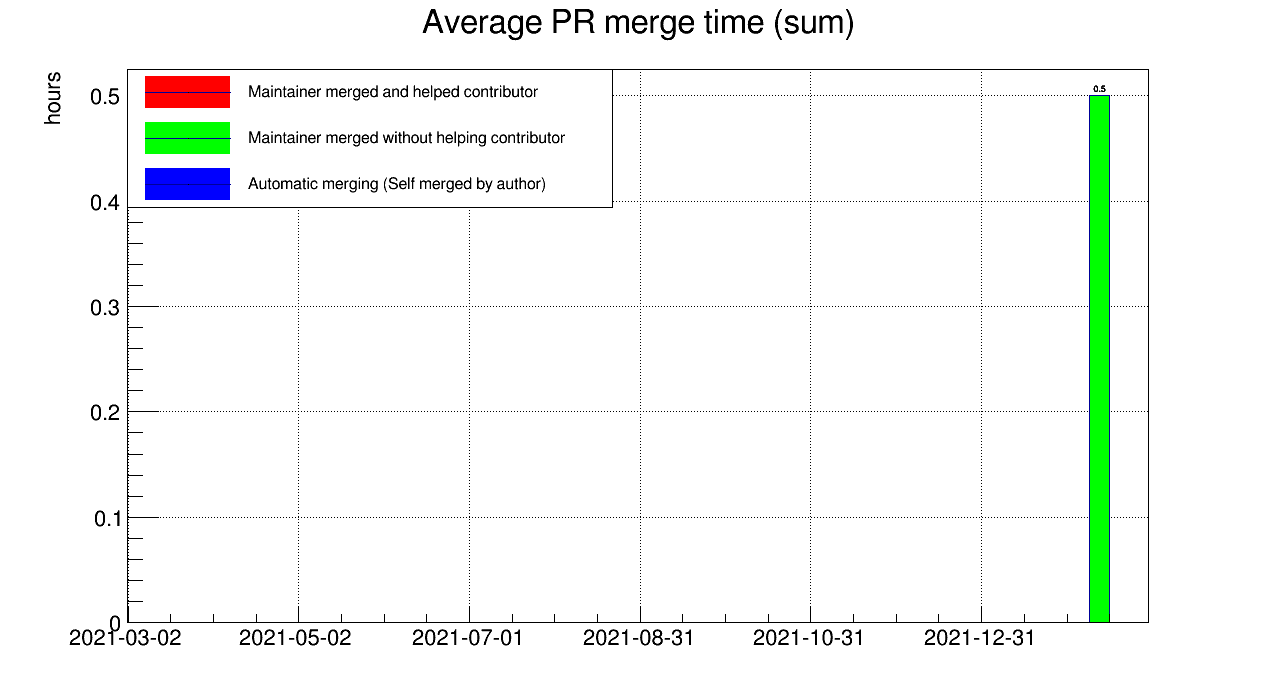 Average PR merge time (sum)
hours
Maintainer merged and helped contributor
Maintainer merged without helping contributor
Automatic merging (Self merged by author)
0.5
0.5
0.4
0.3
0.2
0.1
0
2021-03-02 2021-05-02 2021-07-01 2021-08-31 2021-10-31 2021-12-31